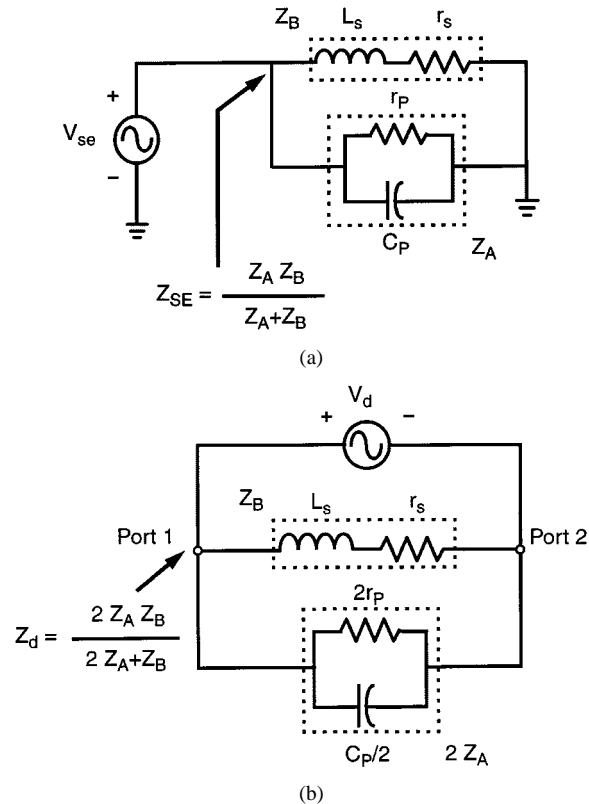 Z_B L_s r_s
+
V_se
−
r_P
C_P
Z_A
Z_SE = Z_A Z_B / Z_A+Z_B
(a)
V_d
+ −
Z_B L_s r_s
Port 1 Port 2
2r_P
Z_d = 2 Z_A Z_B / 2 Z_A+Z_B
C_P/2 2 Z_A
(b)